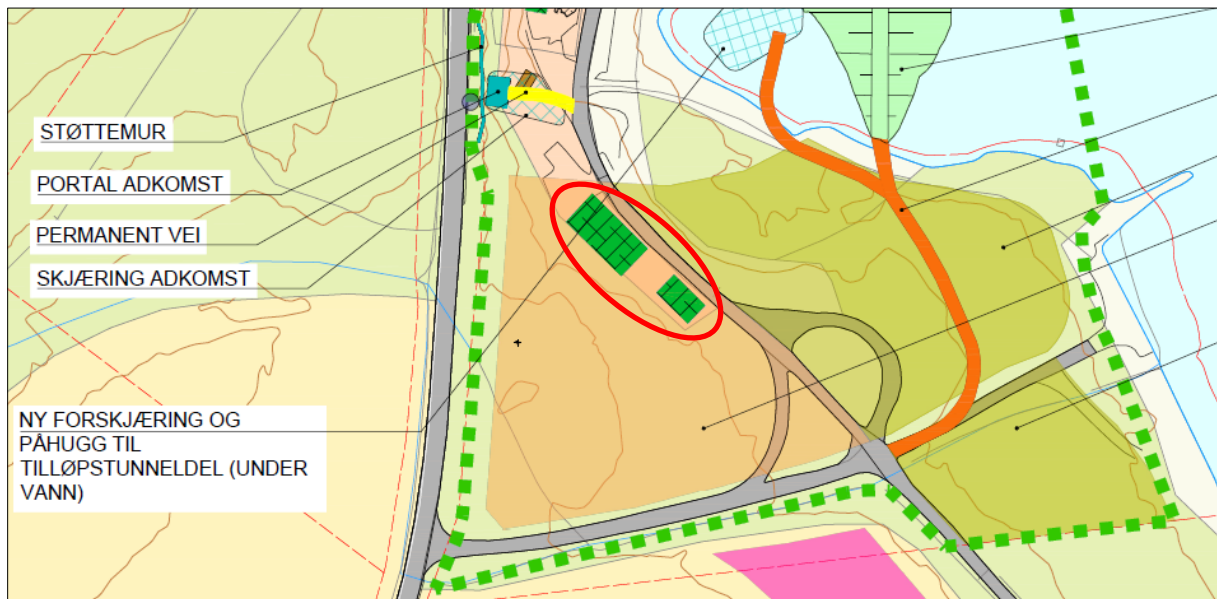 STØTTEMUR
PORTAL ADKOMST
PERMANENT VEI
SKJÆRING ADKOMST
NY FORSKJÆRING OG
PÅHUGG TIL
TILLØPSTUNNELDEL (UNDER
VANN)